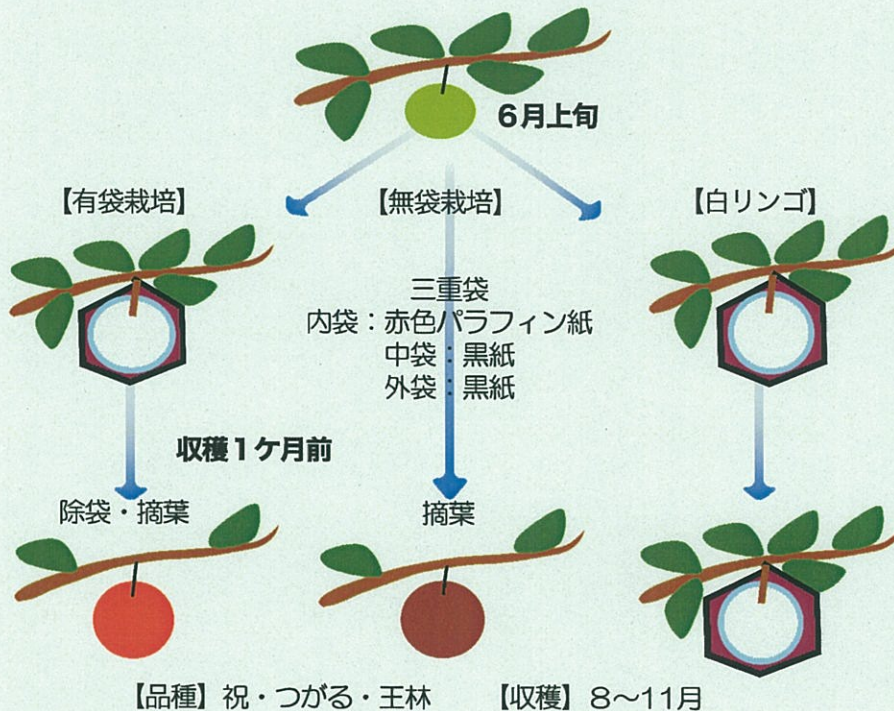 6月上旬
【有袋栽培】
【無袋栽培】
【白リンゴ】
三重袋
内袋：赤色パラフィン紙
中袋：黒紙
外袋：黒紙
収穫1ケ月前
除袋・摘葉
摘葉
【品種】祝・つがる・王林 【収穫】8〜11月